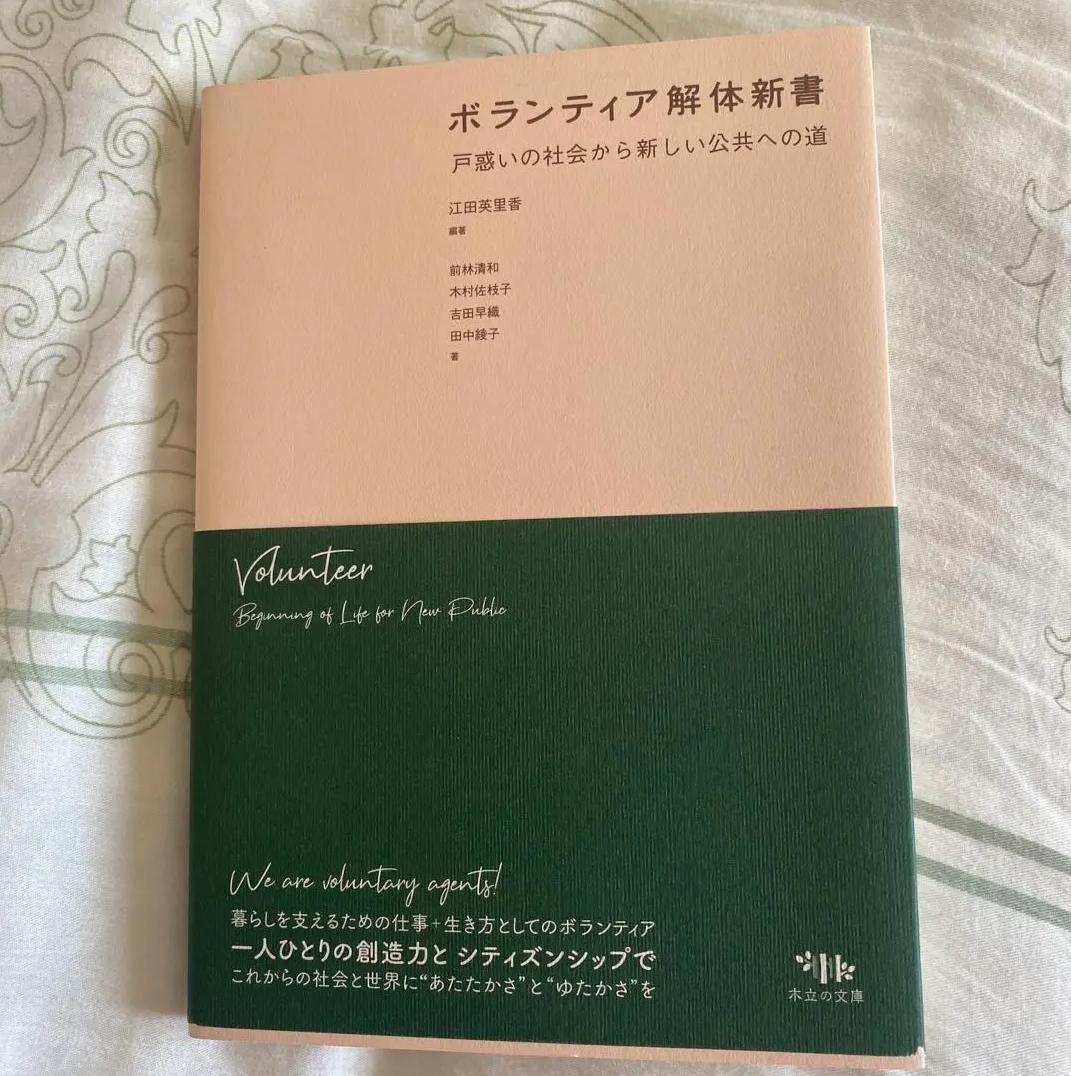 ボランティア解体新書
戸惑いの社会から新しい公共への道
江田英里香
編著
前林清和
木村佐枝子
吉田早織
田中綾子
著
Volunteer
Beginning of Life for New Public
We are voluntary agents!
暮らしを支えるための仕事+生き方としてのボランティア
一人ひとりの創造力と シティズンシップで
これからの社会と世界に“あたたかさ”と“ゆたかさ”を
木立の文庫